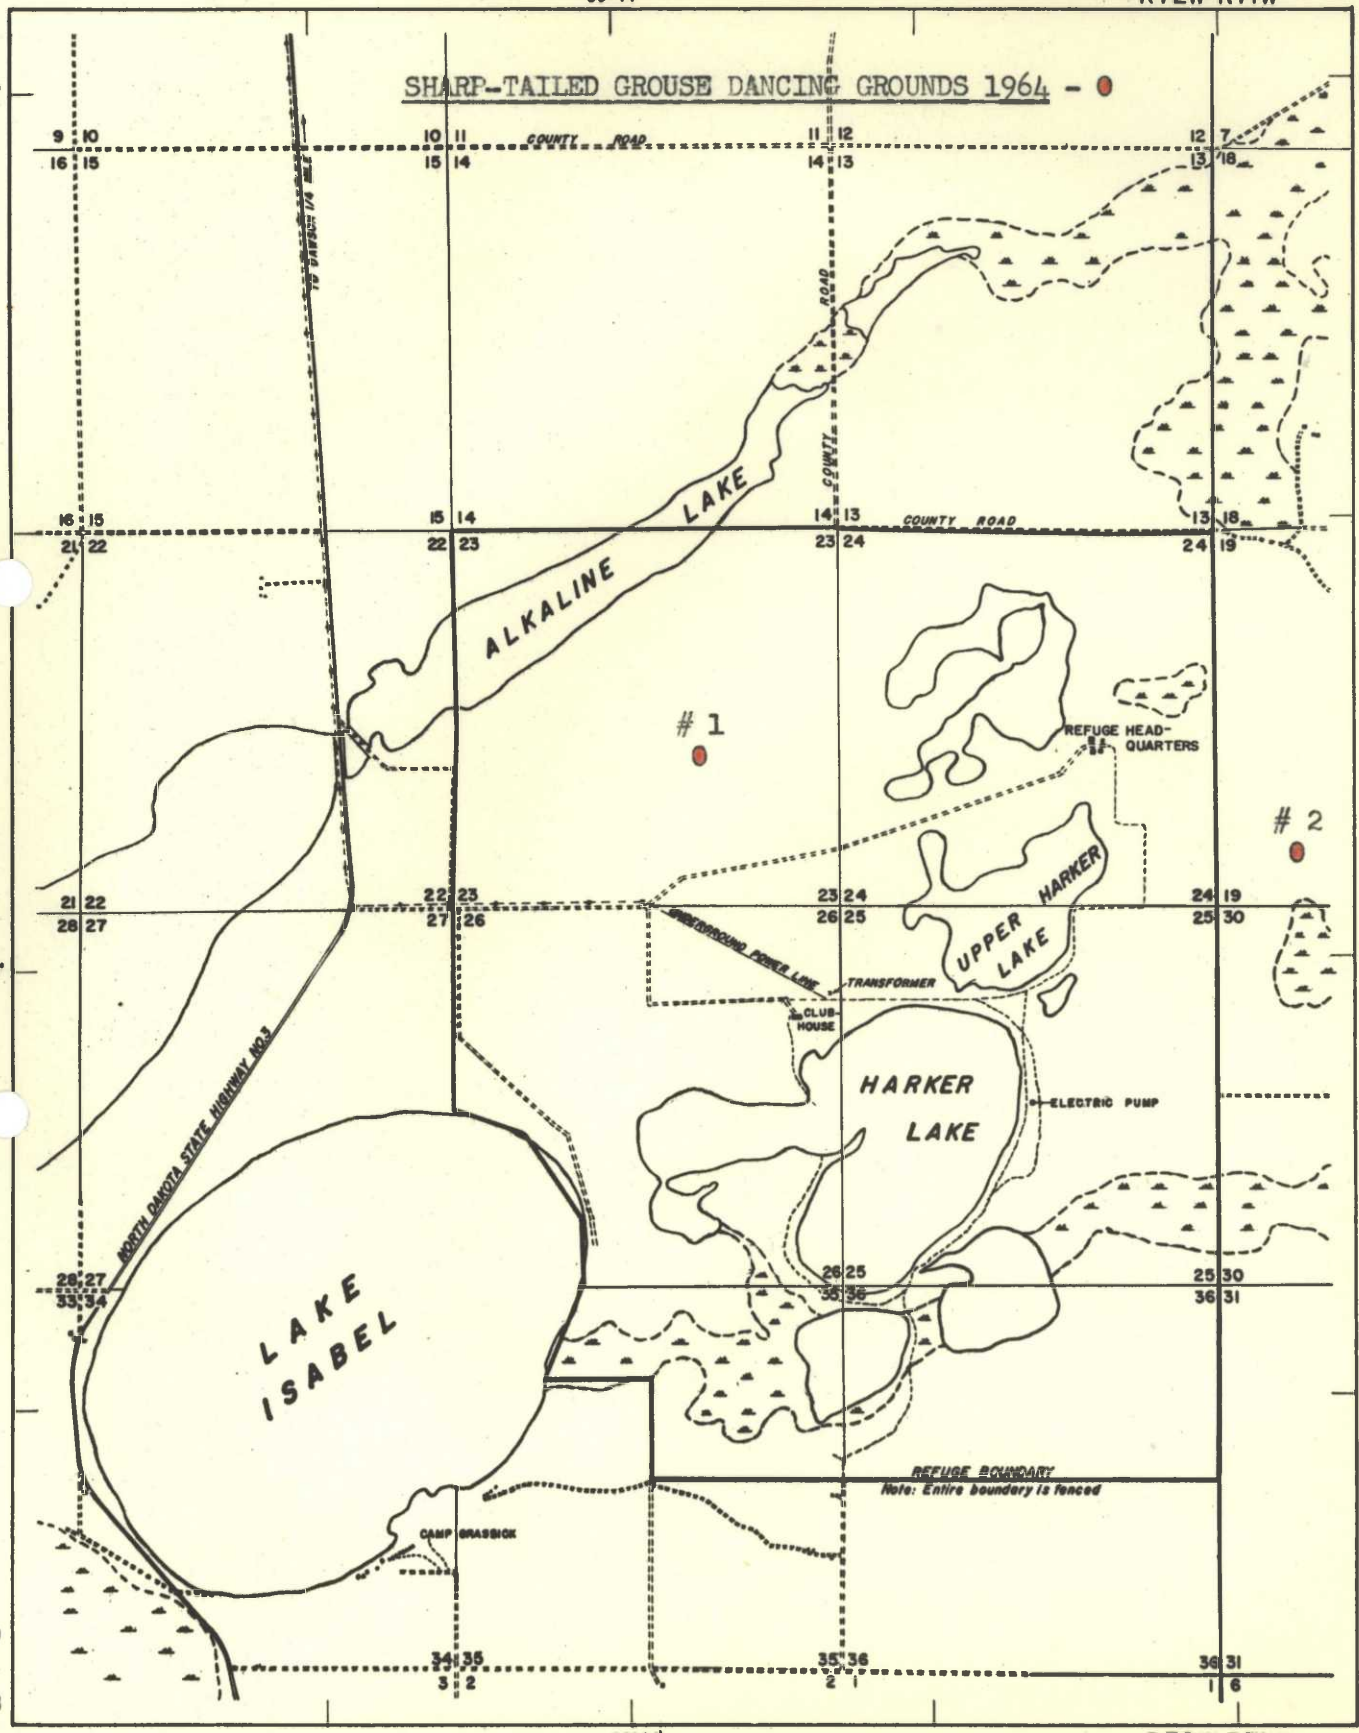 SHARP-TAILED GROUSE DANCING GROUNDS 1964 -
9 10
16 15
10 11
15 14
COUNTY ROAD
11 12
14 13
12 7
13 18
TO DAWSON 1/4 MILE
COUNTY ROAD
16 15
21 22
15 14
22 23
14 13
23 24
COUNTY ROAD
13 18
24 19
ALKALINE LAKE
# 1
REFUGE HEAD-
QUARTERS
# 2
21 22
28 27
22 23
27 26
23 24
26 25
24 19
25 30
UPPER HARKER
LAKE
UNDERGROUND POWER LINE
TRANSFORMER
CLUB-
HOUSE
HARKER
LAKE
ELECTRIC PUMP
NORTH DAKOTA STATE HIGHWAY NO.3
28 27
33 34
26 25
35 36
25 30
36 31
LAKE
ISABEL
REFUGE BOUNDARY
Note: Entire boundary is fenced
CAMP GRASSICK
34 35
3 2
35 36
2 1
36 31
1 6